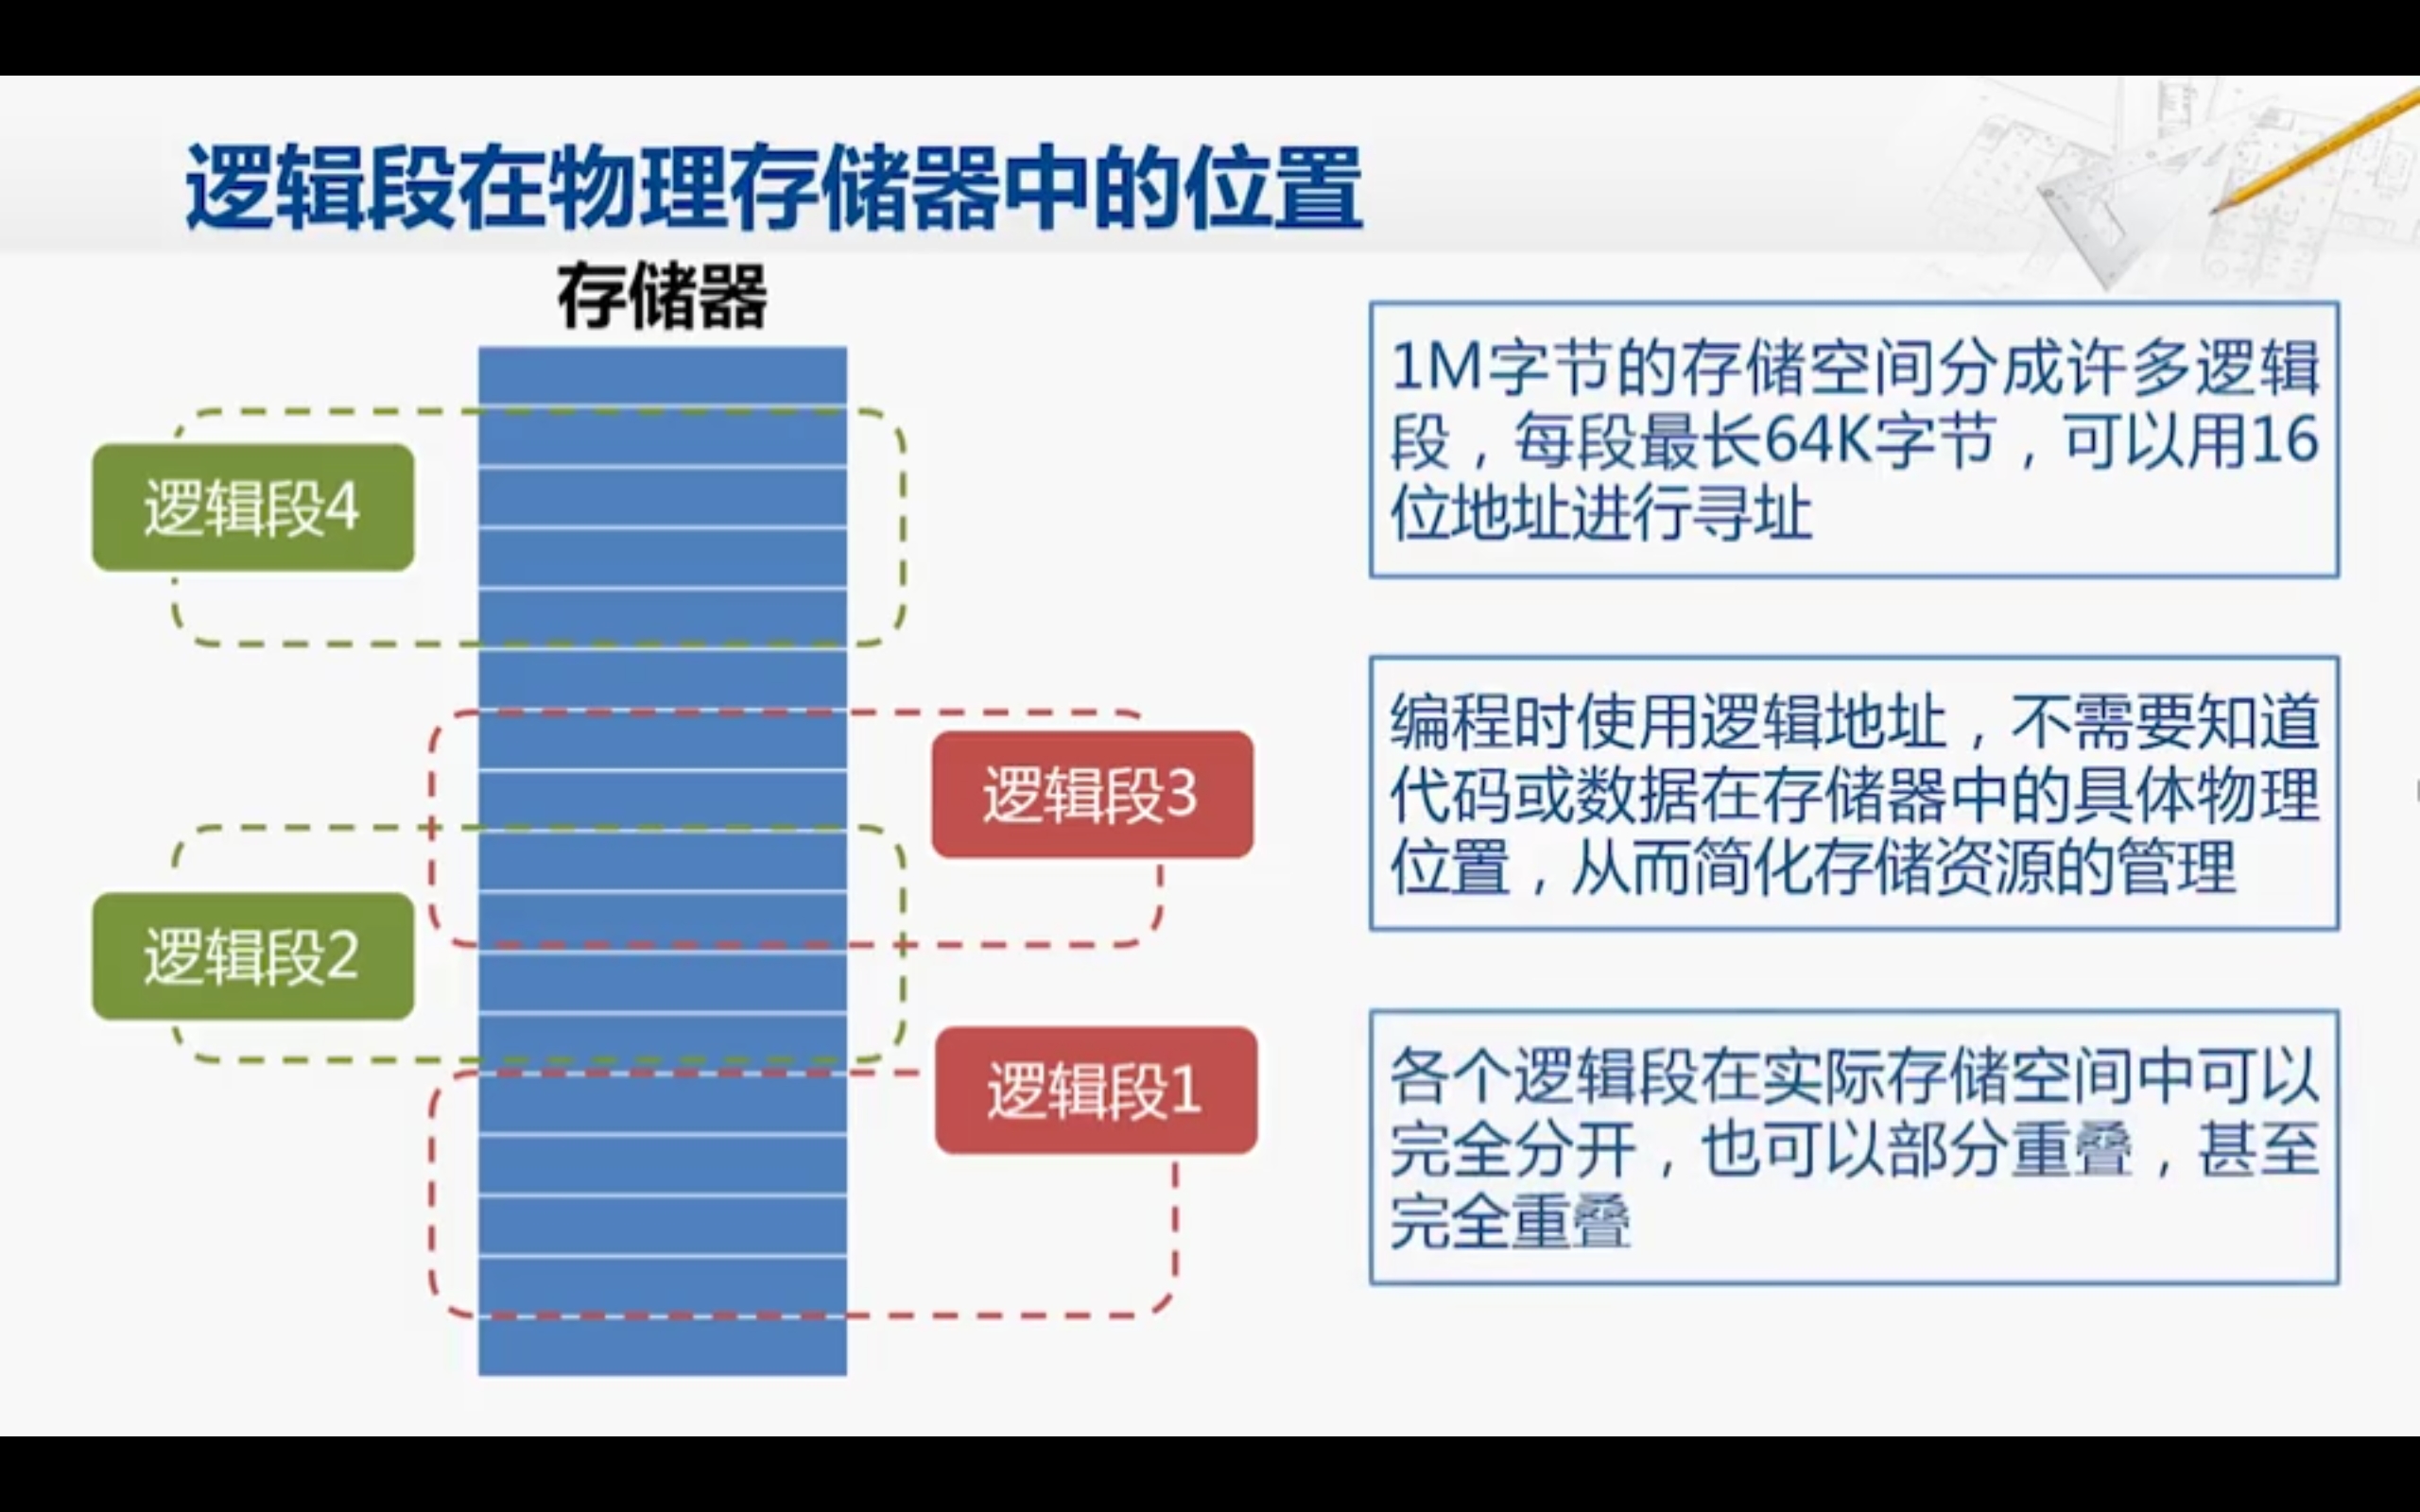 逻辑段在物理存储器中的位置
存储器
逻辑段4
逻辑段3
逻辑段2
逻辑段1
1M字节的存储空间分成许多逻辑
段，每段最长64K字节，可以用16
位地址进行寻址
编程时使用逻辑地址，不需要知道
代码或数据在存储器中的具体物理
位置，从而简化存储资源的管理
各个逻辑段在实际存储空间中可以
完全分开，也可以部分重叠，甚至
完全重叠